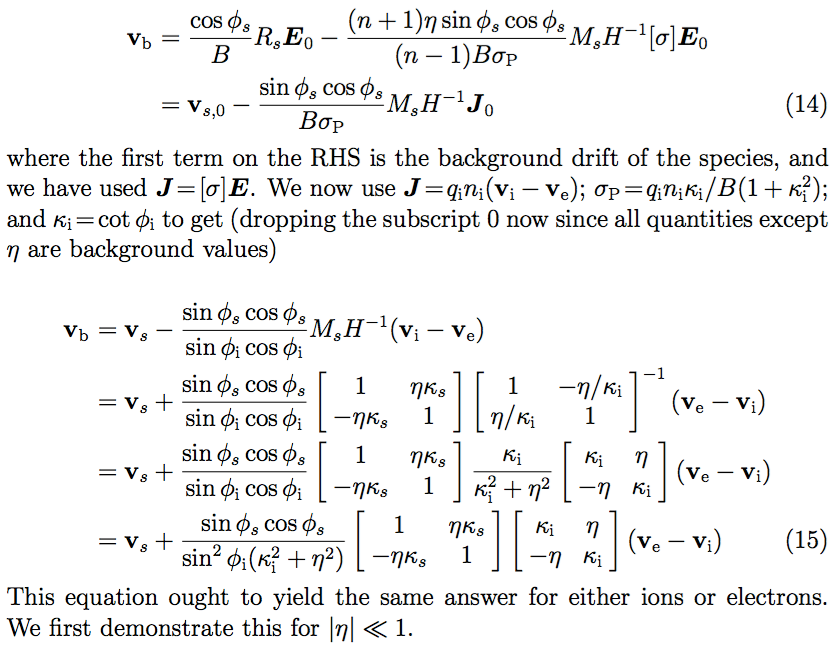 \mathbf{v}_{\mathrm{b}} = \frac{\cos\phi_s}{B} R_s \boldsymbol{E}_0 - \frac{(n+1)\eta \sin\phi_s \cos\phi_s}{(n-1)B\sigma_{\mathrm{P}}} M_s H^{-1}[\sigma]\boldsymbol{E}_0
= \mathbf{v}_{s,0} - \frac{\sin\phi_s \cos\phi_s}{B\sigma_{\mathrm{P}}} M_s H^{-1} \boldsymbol{J}_0 (14)
where the first term on the RHS is the background drift of the species, and
we have used \boldsymbol{J}=[\sigma]\boldsymbol{E}. We now use \boldsymbol{J}=q_{\mathrm{i}}n_{\mathrm{i}}(\mathbf{v}_{\mathrm{i}} - \mathbf{v}_{\mathrm{e}}); \sigma_{\mathrm{P}}=q_{\mathrm{i}}n_{\mathrm{i}}\kappa_{\mathrm{i}}/B(1+\kappa_{\mathrm{i}}^2);
and \kappa_{\mathrm{i}}=\cot\phi_{\mathrm{i}} to get (dropping the subscript 0 now since all quantities except
\eta are background values)
\mathbf{v}_{\mathrm{b}} = \mathbf{v}_s - \frac{\sin\phi_s \cos\phi_s}{\sin\phi_{\mathrm{i}} \cos\phi_{\mathrm{i}}} M_s H^{-1}(\mathbf{v}_{\mathrm{i}} - \mathbf{v}_{\mathrm{e}})
= \mathbf{v}_s + \frac{\sin\phi_s \cos\phi_s}{\sin\phi_{\mathrm{i}} \cos\phi_{\mathrm{i}}} \begin{bmatrix} 1 & \eta\kappa_s \\ -\eta\kappa_s & 1 \end{bmatrix} \begin{bmatrix} 1 & -\eta/\kappa_{\mathrm{i}} \\ \eta/\kappa_{\mathrm{i}} & 1 \end{bmatrix}^{-1} (\mathbf{v}_{\mathrm{e}} - \mathbf{v}_{\mathrm{i}})
= \mathbf{v}_s + \frac{\sin\phi_s \cos\phi_s}{\sin\phi_{\mathrm{i}} \cos\phi_{\mathrm{i}}} \begin{bmatrix} 1 & \eta\kappa_s \\ -\eta\kappa_s & 1 \end{bmatrix} \frac{\kappa_{\mathrm{i}}}{\kappa_{\mathrm{i}}^2 + \eta^2} \begin{bmatrix} \kappa_{\mathrm{i}} & \eta \\ -\eta & \kappa_{\mathrm{i}} \end{bmatrix} (\mathbf{v}_{\mathrm{e}} - \mathbf{v}_{\mathrm{i}})
= \mathbf{v}_s + \frac{\sin\phi_s \cos\phi_s}{\sin^2\phi_{\mathrm{i}}(\kappa_{\mathrm{i}}^2 + \eta^2)} \begin{bmatrix} 1 & \eta\kappa_s \\ -\eta\kappa_s & 1 \end{bmatrix} \begin{bmatrix} \kappa_{\mathrm{i}} & \eta \\ -\eta & \kappa_{\mathrm{i}} \end{bmatrix} (\mathbf{v}_{\mathrm{e}} - \mathbf{v}_{\mathrm{i}}) (15)
This equation ought to yield the same answer for either ions or electrons.
We first demonstrate this for |\eta| \ll 1.